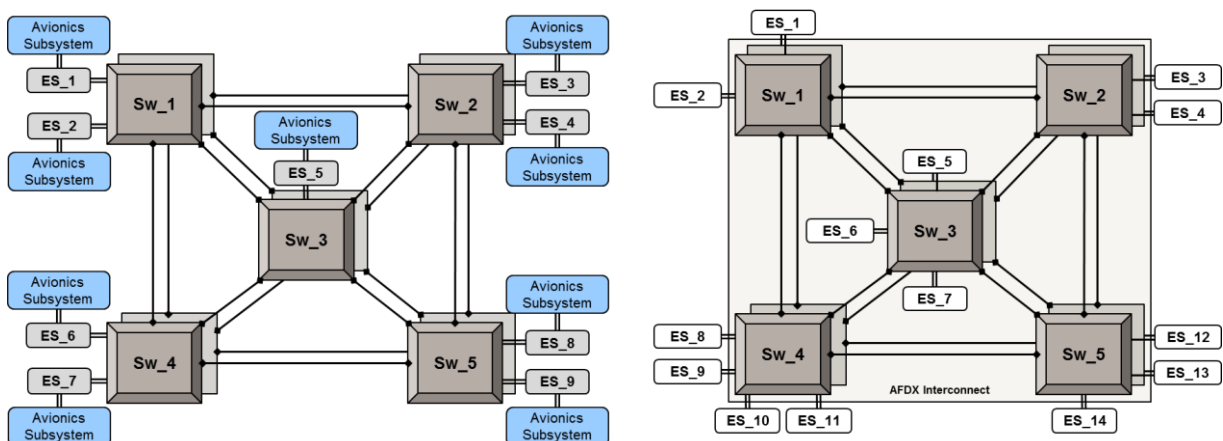 Avionics
Subsystem
Avionics
Subsystem
ES_1
Sw_1
Sw_2
ES_3
ES_2
Avionics
Subsystem
ES_4
Avionics
Subsystem
ES_5
Avionics
Subsystem
Sw_3
Avionics
Subsystem
Avionics
Subsystem
ES_6
Sw_4
Sw_5
ES_8
ES_7
ES_9
Avionics
Subsystem
Avionics
Subsystem
ES_1
ES_2
Sw_1
Sw_2
ES_3
ES_4
ES_5
ES_6
Sw_3
ES_7
ES_8
Sw_4
Sw_5
ES_12
ES_9
ES_13
AFDX Interconnect
ES_10
ES_11
ES_14